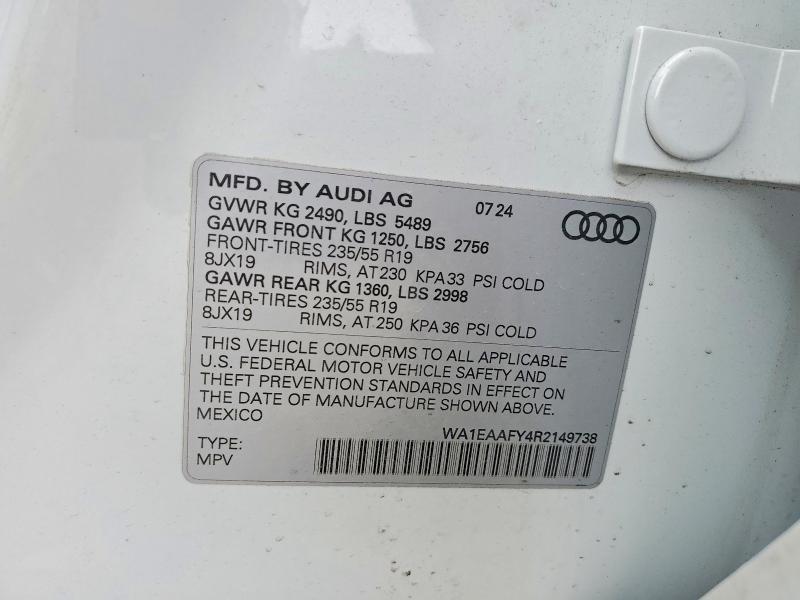 MFD. BY AUDI AG 07 24
GVWR KG 2490, LBS 5489
GAWR FRONT KG 1250, LBS 2756
FRONT-TIRES 235/55 R19
8JX19 RIMS, AT 230 KPA 33 PSI COLD
GAWR REAR KG 1360, LBS 2998
REAR-TIRES 235/55 R19
8JX19 RIMS, AT 250 KPA 36 PSI COLD
THIS VEHICLE CONFORMS TO ALL APPLICABLE
U.S. FEDERAL MOTOR VEHICLE SAFETY AND
THEFT PREVENTION STANDARDS IN EFFECT ON
THE DATE OF MANUFACTURE SHOWN ABOVE.
MEXICO
WA1EAAFY4R2149738
TYPE:
MPV